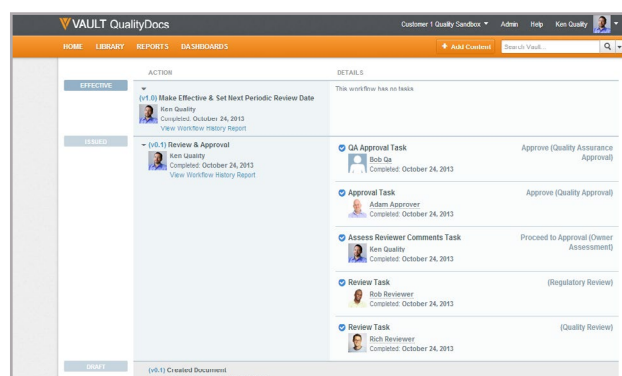 VAULT QualityDocs
Customer 1 Quality Sandbox Admin Help Ken Quality
HOME LIBRARY REPORTS DASHBOARDS
+ Add Content Search Vault...
ACTION DETAILS
EFFECTIVE
(v1.0) Make Effective & Set Next Periodic Review Date
Ken Quality
Completed: October 24, 2013
View Workflow History Report
This workflow has no tasks
ISSUED
(v0.1) Review & Approval
Ken Quality
Completed: October 24, 2013
View Workflow History Report
QA Approval Task
Bob Qa
Completed: October 24, 2013
Approve (Quality Assurance
Approval)
Approval Task
Adam Approver
Completed: October 24, 2013
Approve (Quality Approval)
Assess Reviewer Comments Task
Ken Quality
Completed: October 24, 2013
Proceed to Approval (Owner
Assessment)
Review Task
Rob Reviewer
Completed: October 24, 2013
(Regulatory Review)
Review Task
Rich Reviewer
Completed: October 24, 2013
(Quality Review)
DRAFT
(v0.1) Created Document